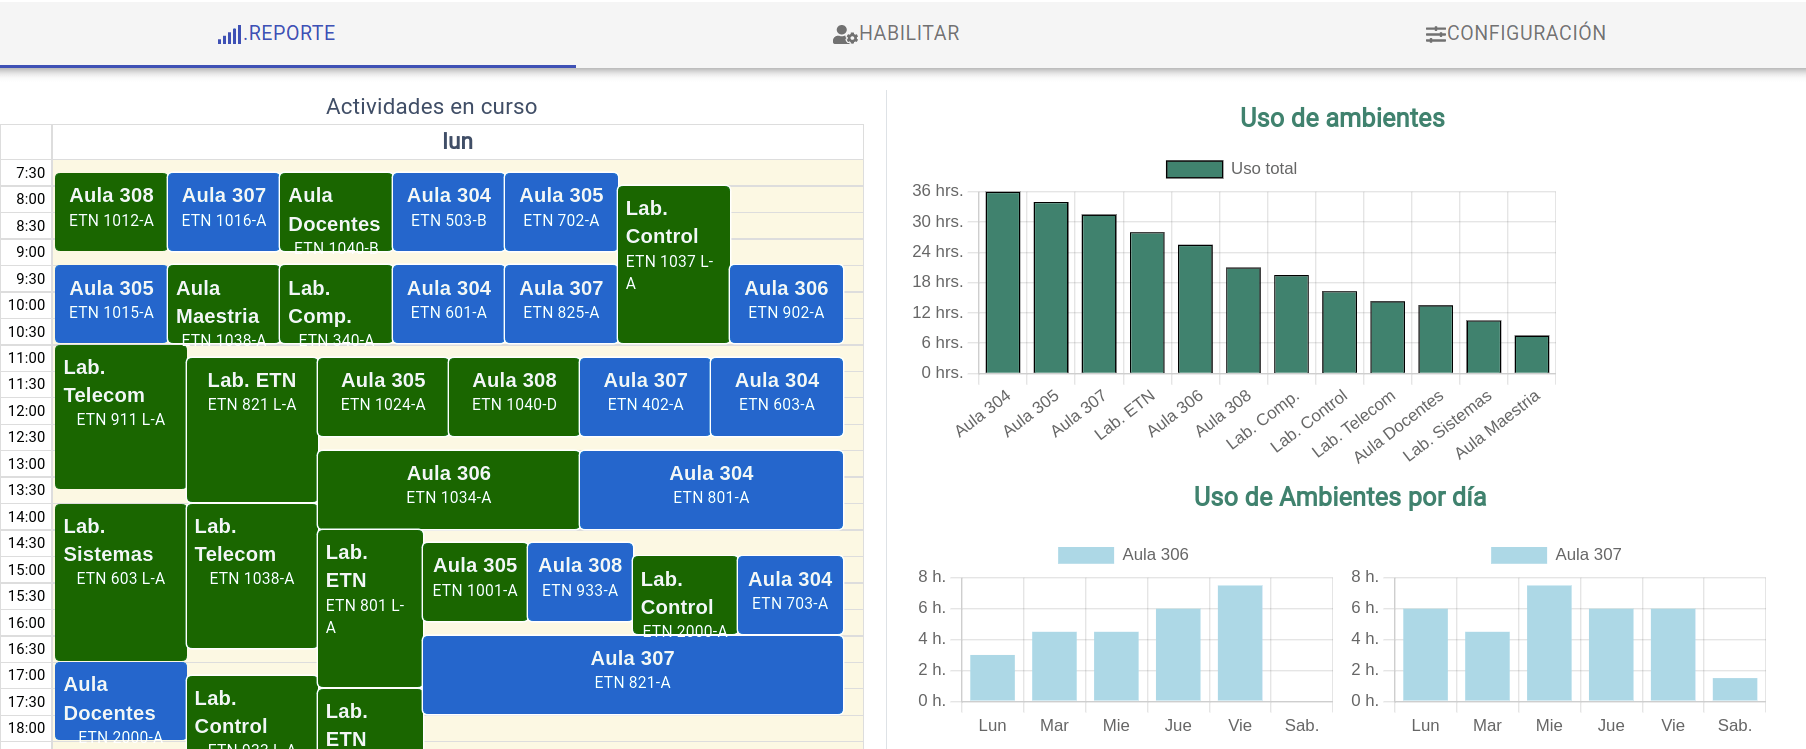 .REPORTE
HABILITAR
CONFIGURACIÓN
Actividades en curso
lun
7:30
8:00
8:30
9:00
9:30
10:00
10:30
11:00
11:30
12:00
12:30
13:00
13:30
14:00
14:30
15:00
15:30
16:00
16:30
17:00
17:30
18:00
Aula 308
ETN 1012-A
Aula 307
ETN 1016-A
Aula
Docentes
ETN 1040-B
Aula 304
ETN 503-B
Aula 305
ETN 702-A
Lab.
Control
ETN 1037 L-
A
Aula 305
ETN 1015-A
Aula
Maestria
ETN 1038-A
Lab.
Comp.
ETN 340-A
Aula 304
ETN 601-A
Aula 307
ETN 825-A
Aula 306
ETN 902-A
Lab.
Telecom
ETN 911 L-A
Lab. ETN
ETN 821 L-A
Aula 305
ETN 1024-A
Aula 308
ETN 1040-D
Aula 307
ETN 402-A
Aula 304
ETN 603-A
Aula 306
ETN 1034-A
Aula 304
ETN 801-A
Lab.
Sistemas
ETN 603 L-A
Lab.
Telecom
ETN 1038-A
Lab.
ETN
ETN 801 L-
A
Aula 305
ETN 1001-A
Aula 308
ETN 933-A
Lab.
Control
ETN 2000-A
Aula 304
ETN 703-A
Aula 307
ETN 821-A
Aula
Docentes
ETN 2000-A
Lab.
Control
ETN 933 L-A
Lab.
ETN
Uso de ambientes
Uso total
36 hrs.
30 hrs.
24 hrs.
18 hrs.
12 hrs.
6 hrs.
0 hrs.
Aula 304
Aula 305
Aula 307
Lab. ETN
Aula 306
Aula 308
Lab. Comp.
Lab. Control
Lab. Telecom
Aula Docentes
Lab. Sistemas
Aula Maestria
Uso de Ambientes por día
Aula 306
8 h.
6 h.
4 h.
2 h.
0 h.
Lun Mar Mie Jue Vie Sab.
Aula 307
8 h.
6 h.
4 h.
2 h.
0 h.
Lun Mar Mie Jue Vie Sab.